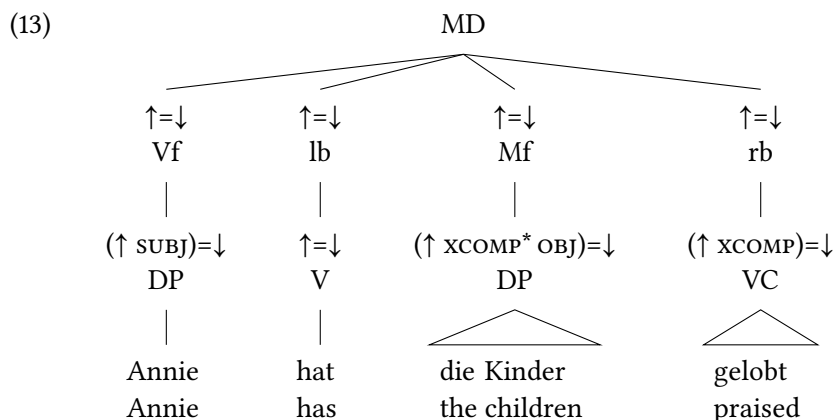 (13) MD
↑=↓ ↑=↓ ↑=↓ ↑=↓
Vf lb Mf rb
(↑ SUBJ)=↓ ↑=↓ (↑ XCOMP* OBJ)=↓ (↑ XCOMP)=↓
DP V DP VC
Annie hat die Kinder gelobt
Annie has the children praised